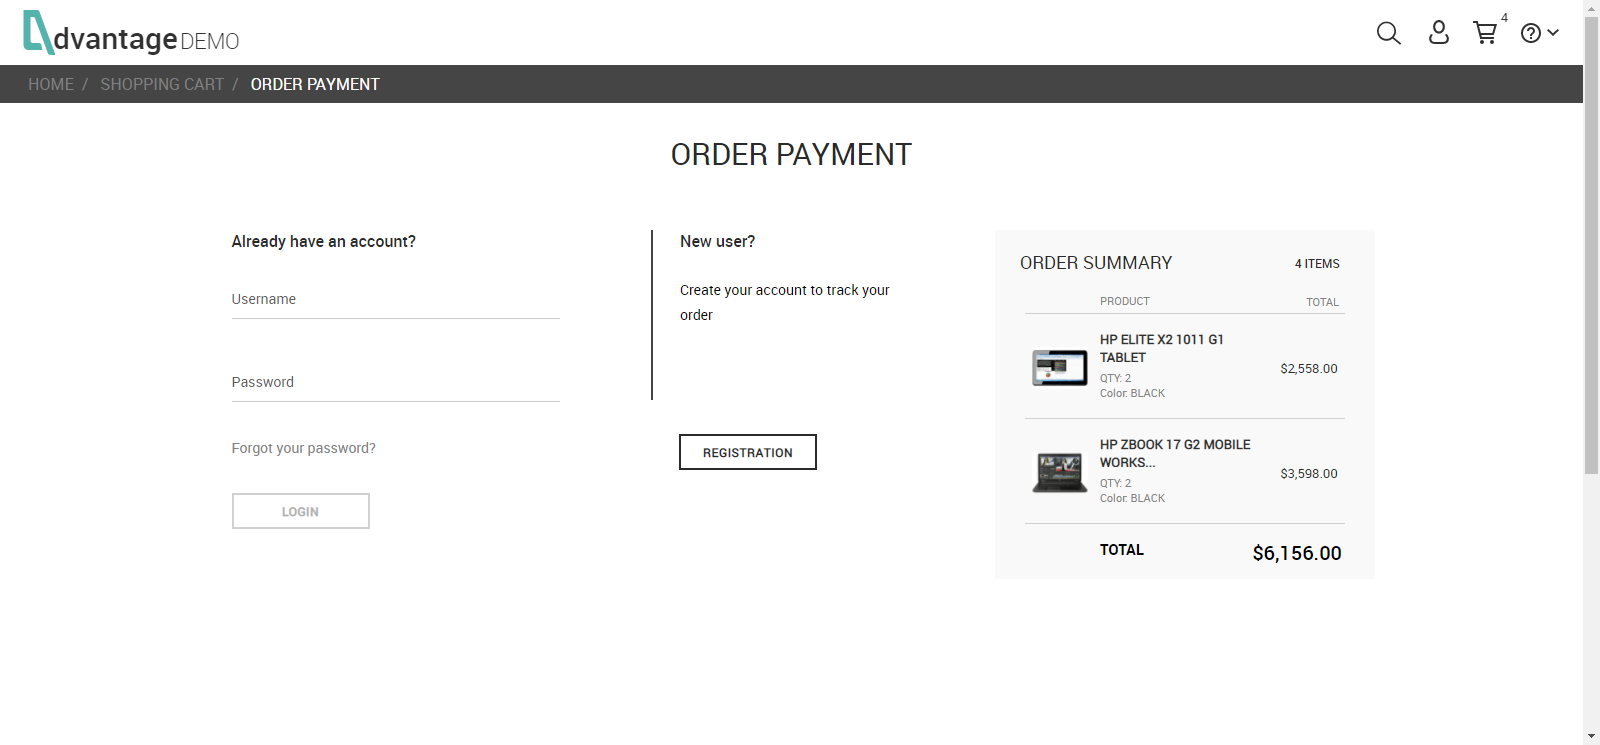 dvantage DEMO
4
HOME / SHOPPING CART / ORDER PAYMENT
ORDER PAYMENT
Already have an account?
Username
Password
Forgot your password?
LOGIN
New user?
Create your account to track your
order
REGISTRATION
ORDER SUMMARY
4 ITEMS
PRODUCT TOTAL
HP ELITE X2 1011 G1
TABLET
QTY: 2
Color: BLACK
$2,558.00
HP ZBOOK 17 G2 MOBILE
WORKS...
QTY: 2
Color: BLACK
$3,598.00
TOTAL $6,156.00